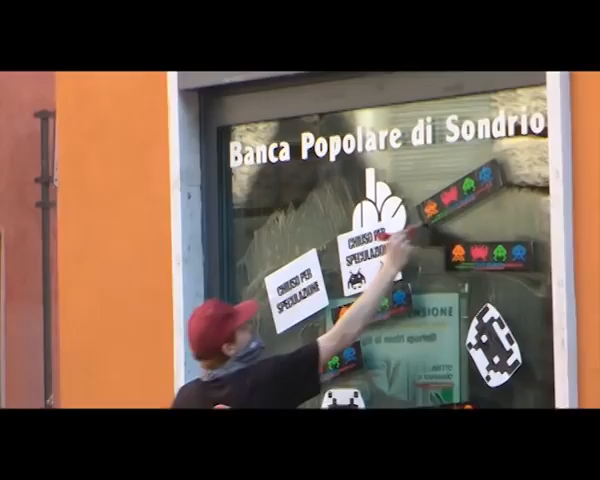 Banca Popolare di Sondrio
CHIUSO PER
SPECULAZIONE
CHIUSO PER
SPECULAZIONE